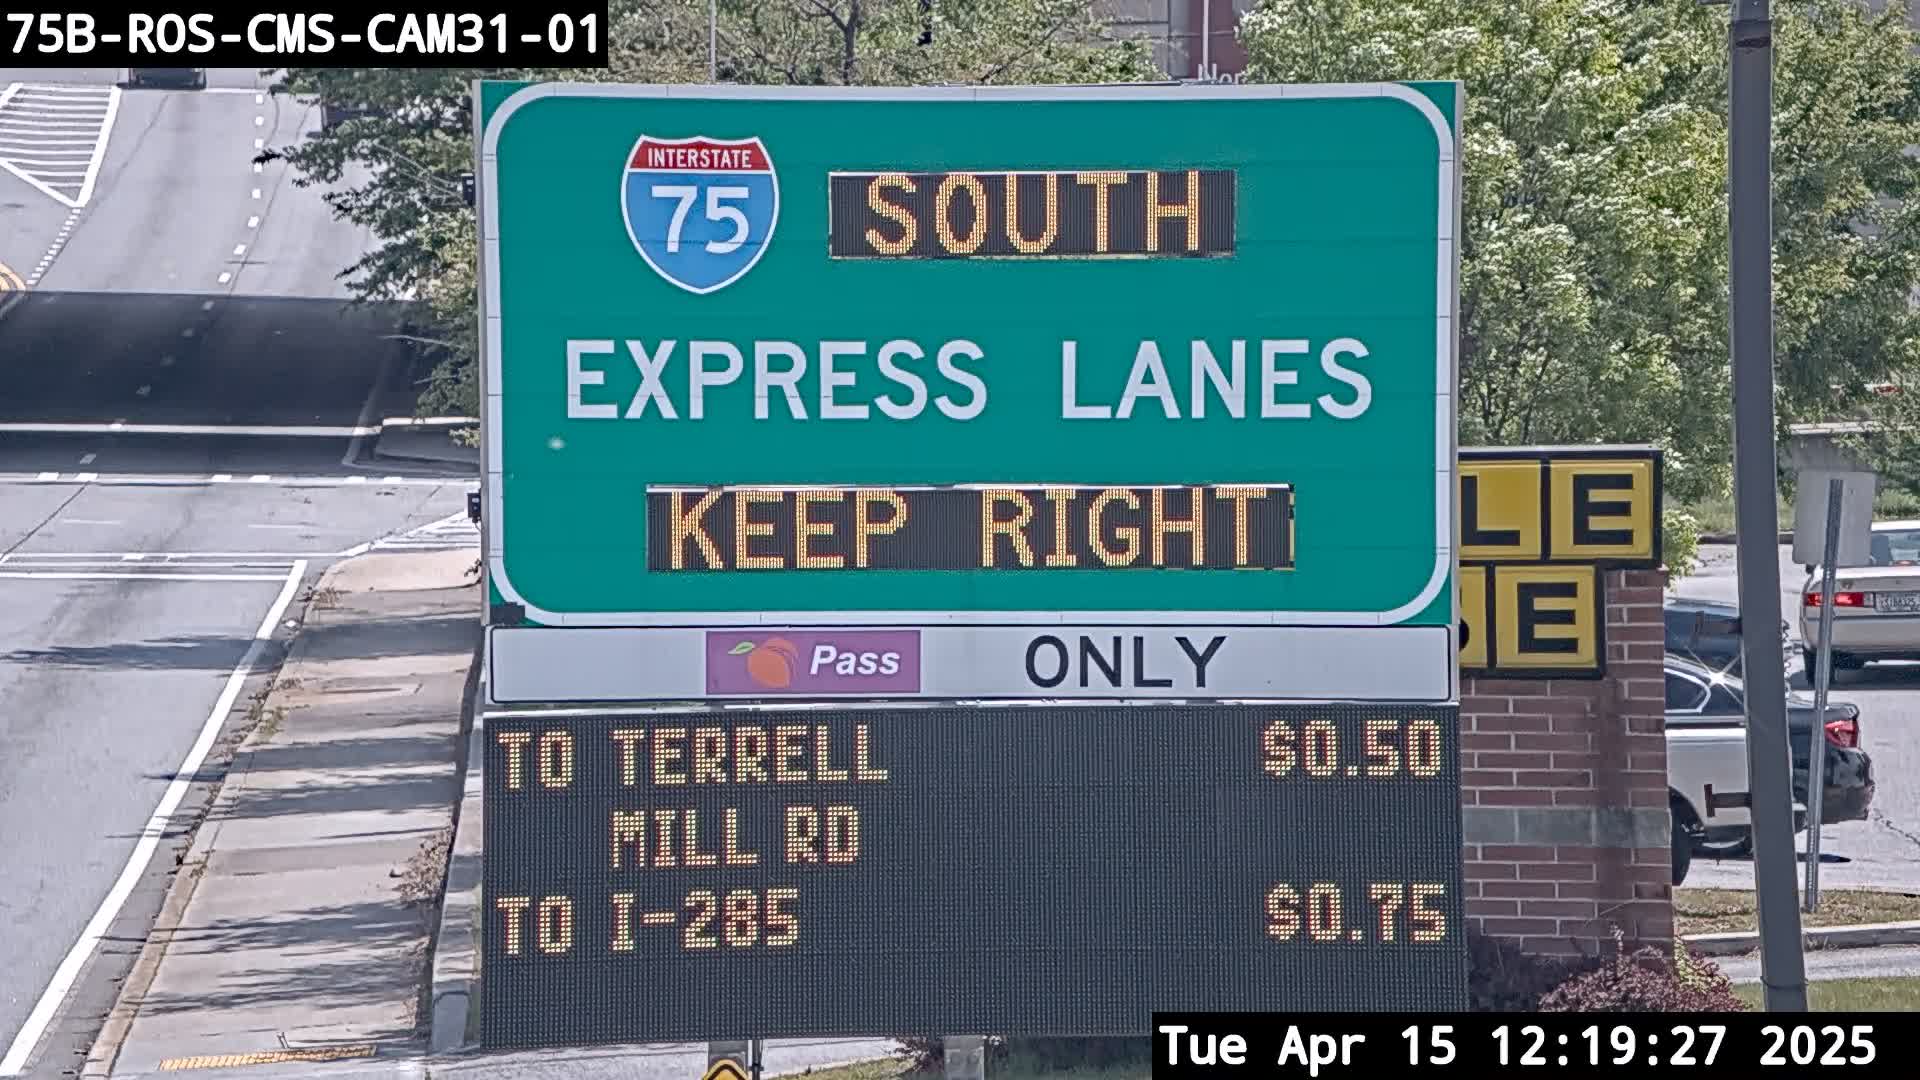 75B-ROS-CMS-CAM31-01
INTERSTATE
75
SOUTH
EXPRESS LANES
KEEP RIGHT
Pass ONLY
TO TERRELL $0.50
MILL RD
TO I-285 $0.75
LE
E
Tue Apr 15 12:19:27 2025